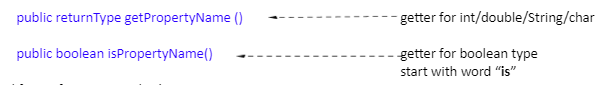 public returnType getPropertyName () getter for int/double/String/char
public boolean isPropertyName() getter for boolean type
start with word “is”